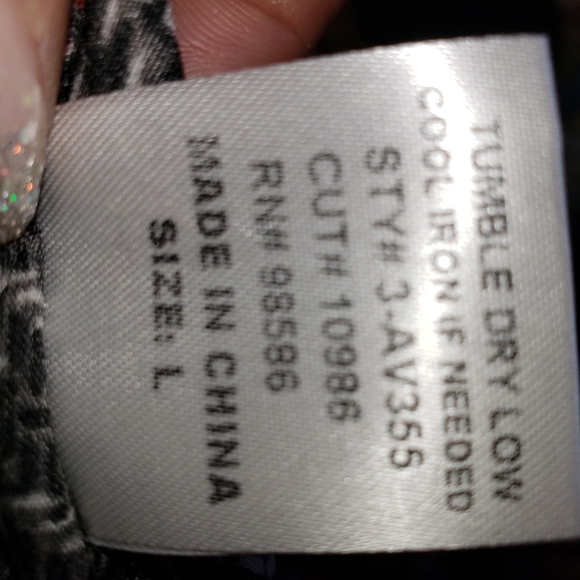 TUMBLE DRY LOW
COOL IRON IF NEEDED
STY# 3-AV355
CUT# 10986
RN# 98586
MADE IN CHINA
SIZE: L